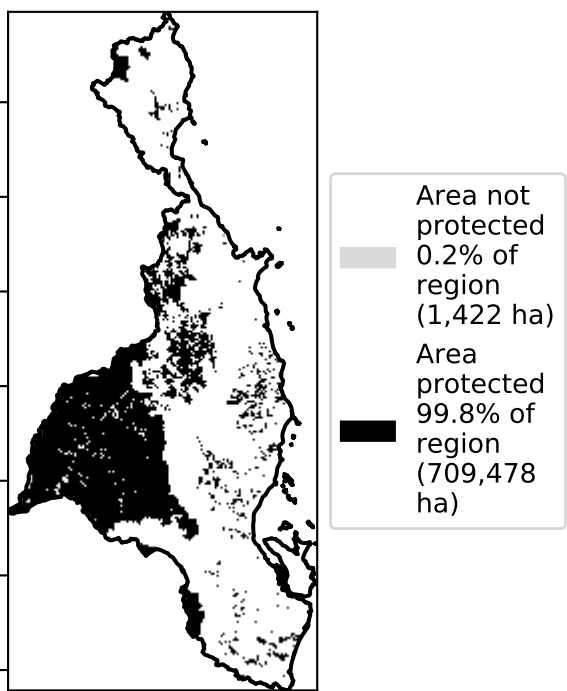 Area not
protected
0.2% of
region
(1,422 ha)
Area
protected
99.8% of
region
(709,478
ha)